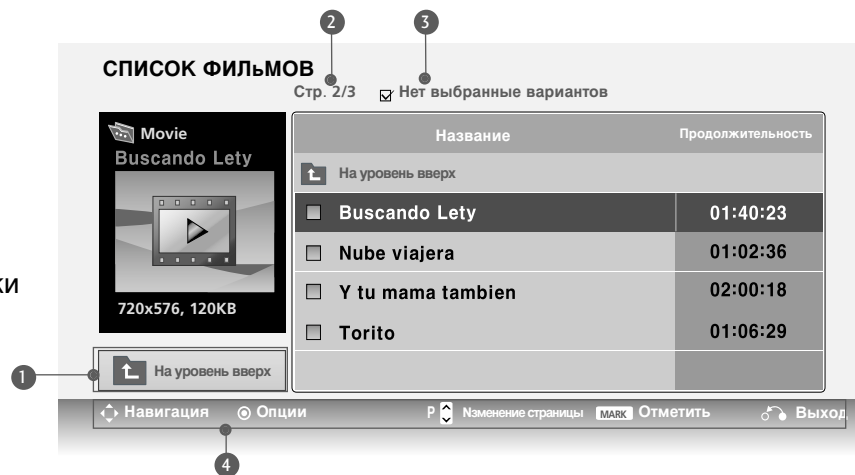 2 3
СПИСОК ФИЛЬМОВ
Стр. 2/3 Нет выбранные вариантов
Movie
Buscando Lety
720x576, 120KB
Название Продолжительность
На уровень вверх
Buscando Lety 01:40:23
Nube viajera 01:02:36
Y tu mama tambien 02:00:18
Torito 01:06:29
ки
1 На уровень вверх
Навигация Опции P Nзменение страницы MARK Отметить Выход
4